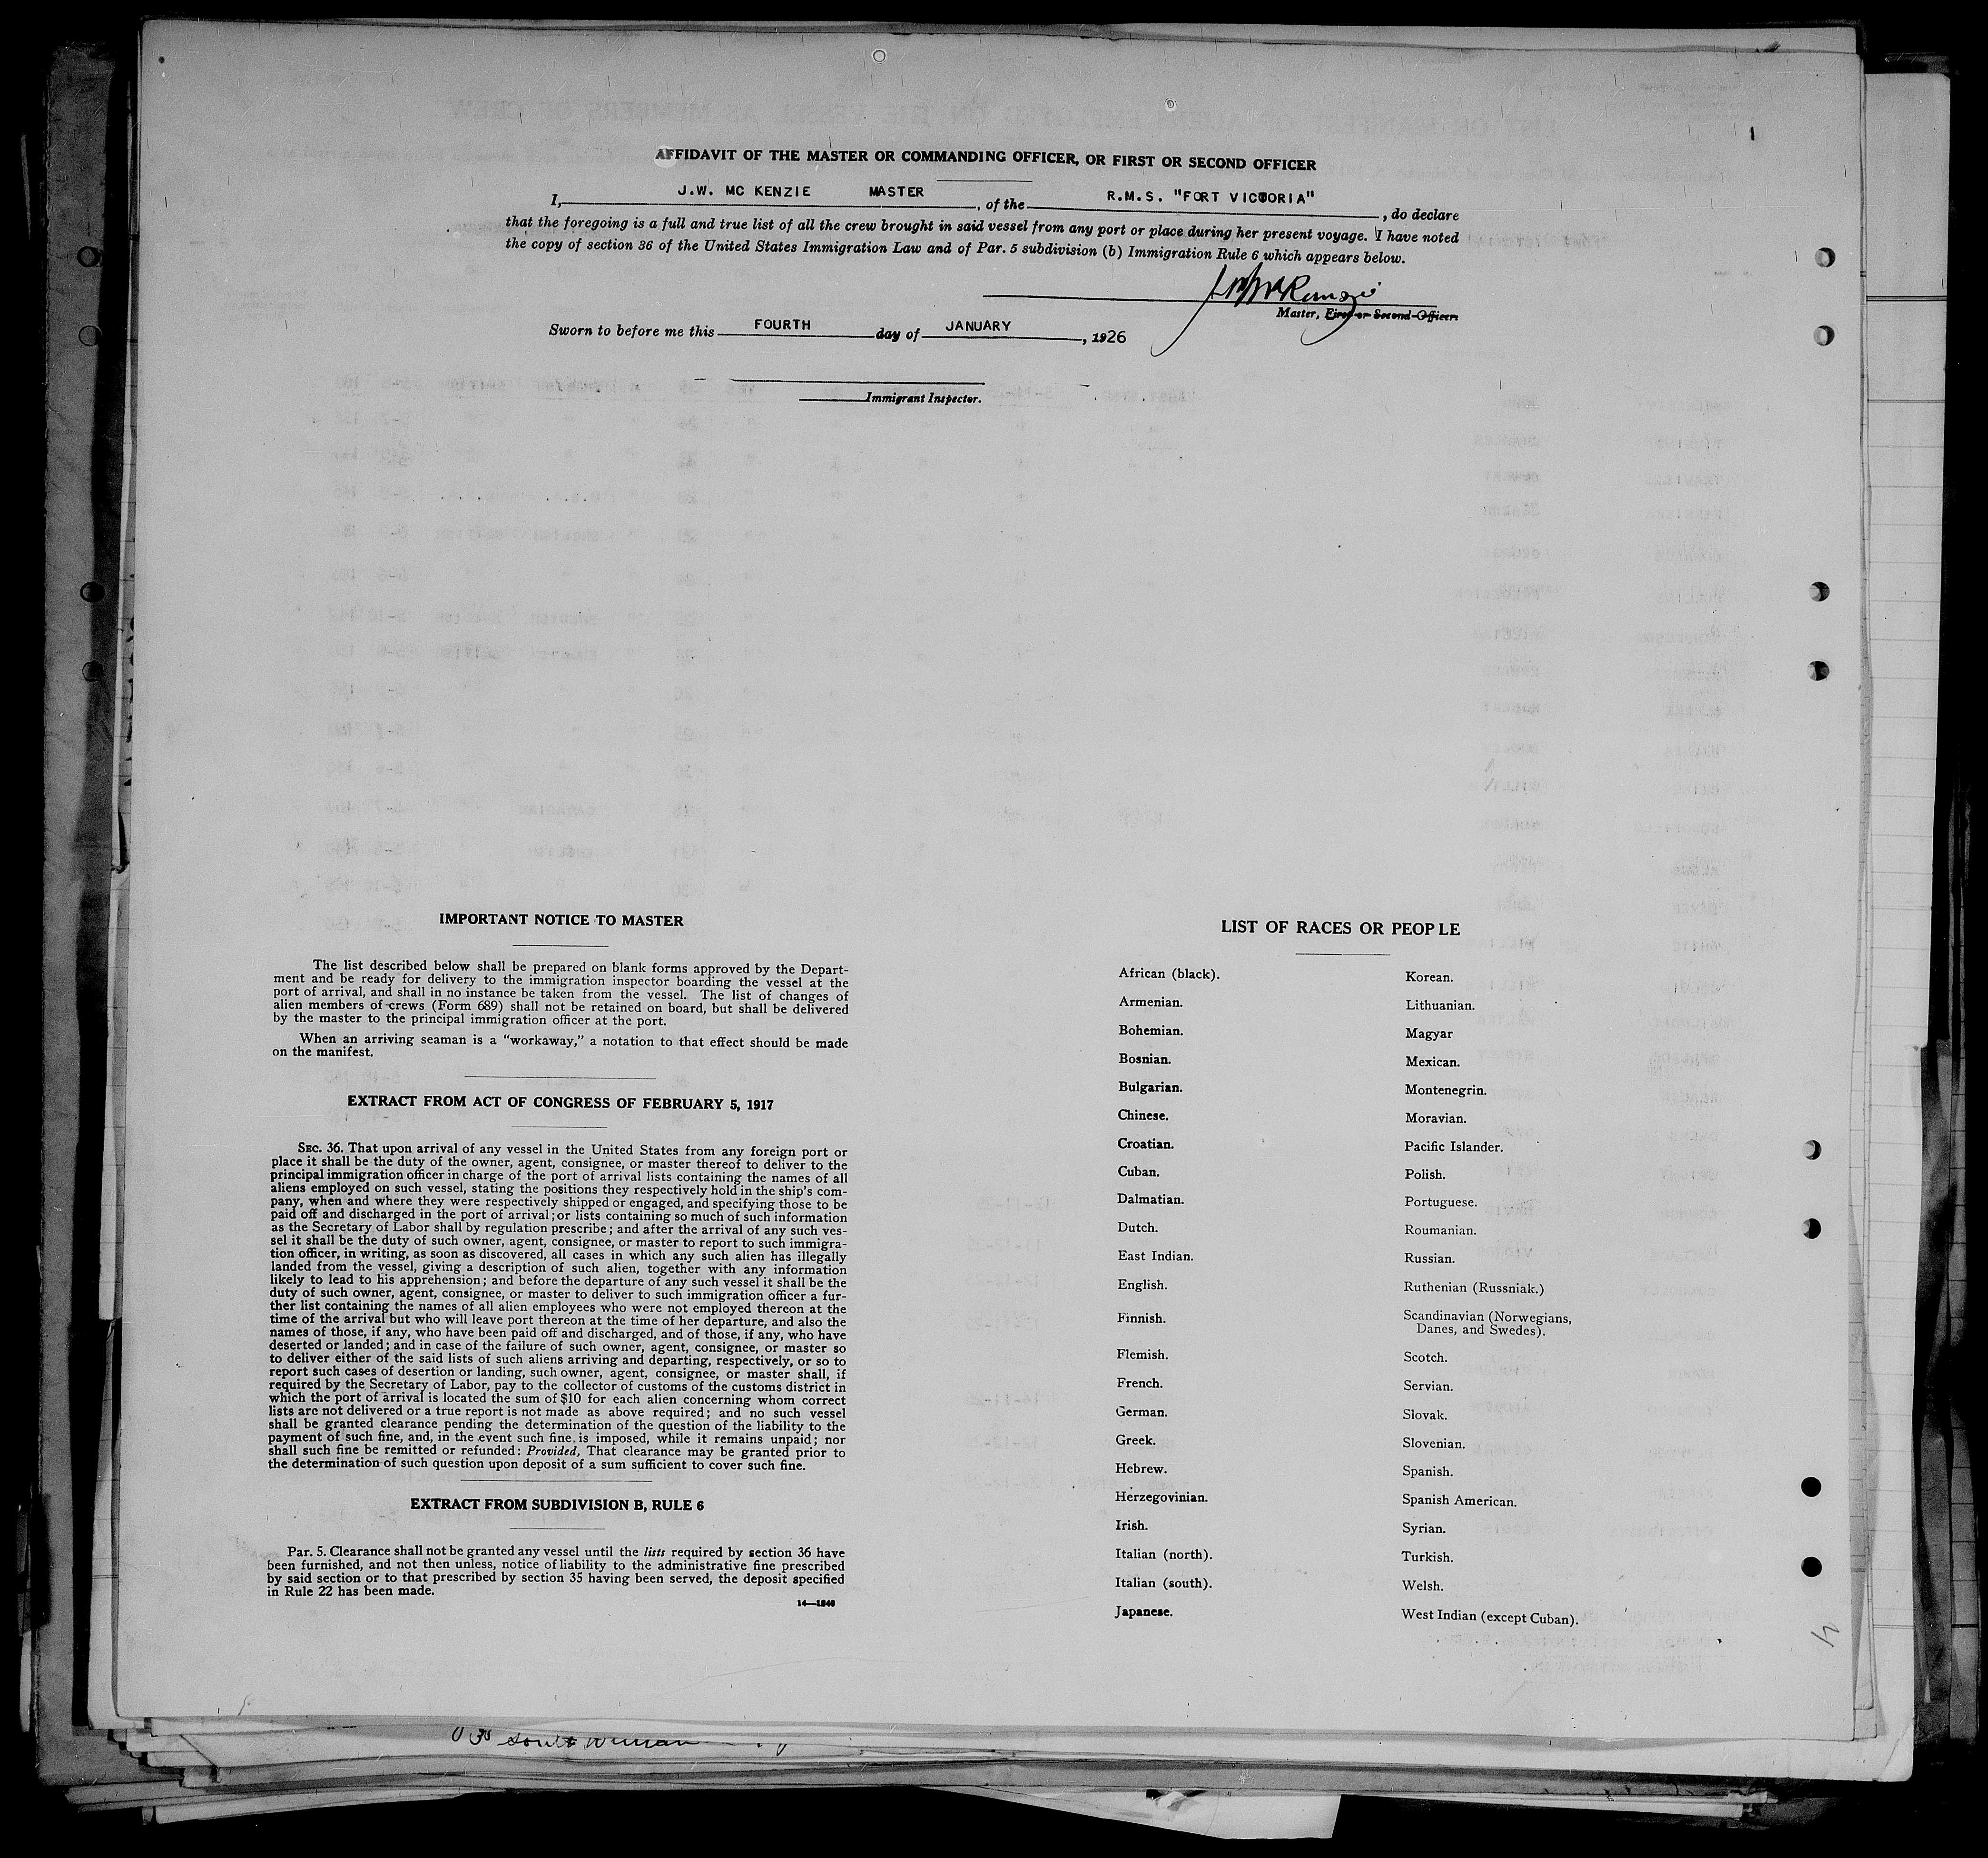 AFFIDAVIT OF THE MASTER OR COMMANDING OFFICER, OR FIRST OR SECOND OFFICER
I, J.W. MC KENZIE MASTER, of the R.M.S. "FORT VICTORIA", do declare
that the foregoing is a full and true list of all the crew brought in said vessel from any port or place during her present voyage. I have noted
the copy of section 36 of the United States Immigration Law and of Par. 5 subdivision (b) Immigration Rule 6 which appears below.
J.W. McKenzie
Master, First or Second Officer.
Sworn to before me this FOURTH day of JANUARY, 1926
Immigrant Inspector.
IMPORTANT NOTICE TO MASTER
The list described below shall be prepared on blank forms approved by the Depart-
ment and be ready for delivery to the immigration inspector boarding the vessel at the
port of arrival, and shall in no instance be taken from the vessel. The list of changes of
alien members of crews (Form 689) shall not be retained on board, but shall be delivered
by the master to the principal immigration officer at the port.
When an arriving seaman is a "workaway," a notation to that effect should be made
on the manifest.
EXTRACT FROM ACT OF CONGRESS OF FEBRUARY 5, 1917
SEC. 36. That upon arrival of any vessel in the United States from any foreign port or
place it shall be the duty of the owner, agent, consignee, or master thereof to deliver to the
principal immigration officer in charge of the port of arrival lists containing the names of all
aliens employed on such vessel, stating the positions they respectively hold in the ship's com-
pany, when and where they were respectively shipped or engaged, and specifying those to be
paid off and discharged in the port of arrival; or lists containing so much of such information
as the Secretary of Labor shall by regulation prescribe; and after the arrival of any such ves-
sel it shall be the duty of such owner, agent, consignee, or master to report to such immigra-
tion officer, in writing, as soon as discovered, all cases in which any such alien has illegally
landed from the vessel, giving a description of such alien, together with any information
likely to lead to his apprehension; and before the departure of any such vessel it shall be the
duty of such owner, agent, consignee, or master to deliver to such immigration officer a fur-
ther list containing the names of all alien employees who were not employed thereon at the
time of the arrival but who will leave port thereon at the time of her departure, and also the
names of those, if any, who have been paid off and discharged, and of those, if any, who have
deserted or landed; and in case of the failure of such owner, agent, consignee, or master so
to deliver either of the said lists of such aliens arriving and departing, respectively, or so to
report such cases of desertion or landing, such owner, agent, consignee, or master shall, if
required by the Secretary of Labor, pay to the collector of customs of the customs district in
which the port of arrival is located the sum of $10 for each alien concerning whom correct
lists are not delivered or a true report is not made as above required; and no such vessel
shall be granted clearance pending the determination of the question of the liability to the
payment of such fine, and, in the event such fine is imposed, while it remains unpaid; nor
shall such fine be remitted or refunded: Provided, That clearance may be granted prior to
the determination of such question upon deposit of a sum sufficient to cover such fine.
EXTRACT FROM SUBDIVISION B, RULE 6
Par. 5. Clearance shall not be granted any vessel until the lists required by section 36 have
been furnished, and not then unless, notice of liability to the administrative fine prescribed
by said section or to that prescribed by section 35 having been served, the deposit specified
in Rule 22 has been made.
14—1240
LIST OF RACES OR PEOPLE
African (black).
Armenian.
Bohemian.
Bosnian.
Bulgarian.
Chinese.
Croatian.
Cuban.
Dalmatian.
Dutch.
East Indian.
English.
Finnish.
Flemish.
French.
German.
Greek.
Hebrew.
Herzegovinian.
Irish.
Italian (north).
Italian (south).
Japanese.
Korean.
Lithuanian.
Magyar
Mexican.
Montenegrin.
Moravian.
Pacific Islander.
Polish.
Portuguese.
Roumanian.
Russian.
Ruthenian (Russniak.)
Scandinavian (Norwegians,
Danes, and Swedes).
Scotch.
Servian.
Slovak.
Slovenian.
Spanish.
Spanish American.
Syrian.
Turkish.
Welsh.
West Indian (except Cuban).